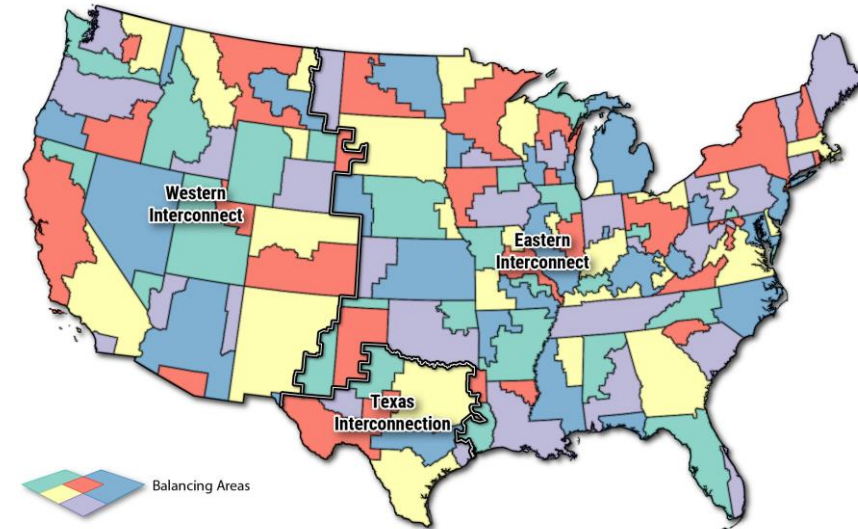 Western
Interconnect
Eastern
Interconnect
Texas
Interconnection
Balancing Areas